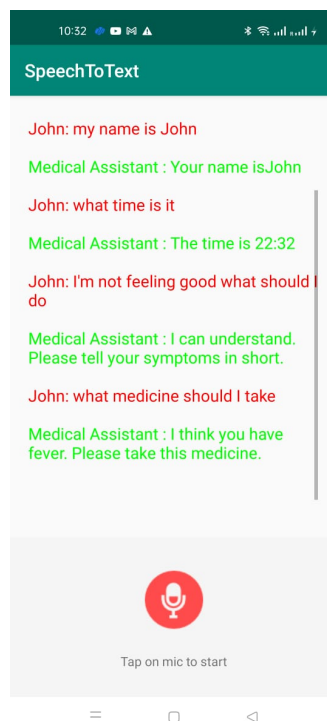 10:32
SpeechToText
John: my name is John
Medical Assistant : Your name isJohn
John: what time is it
Medical Assistant : The time is 22:32
John: I'm not feeling good what should I
do
Medical Assistant : I can understand.
Please tell your symptoms in short.
John: what medicine should I take
Medical Assistant : I think you have
fever. Please take this medicine.
Tap on mic to start